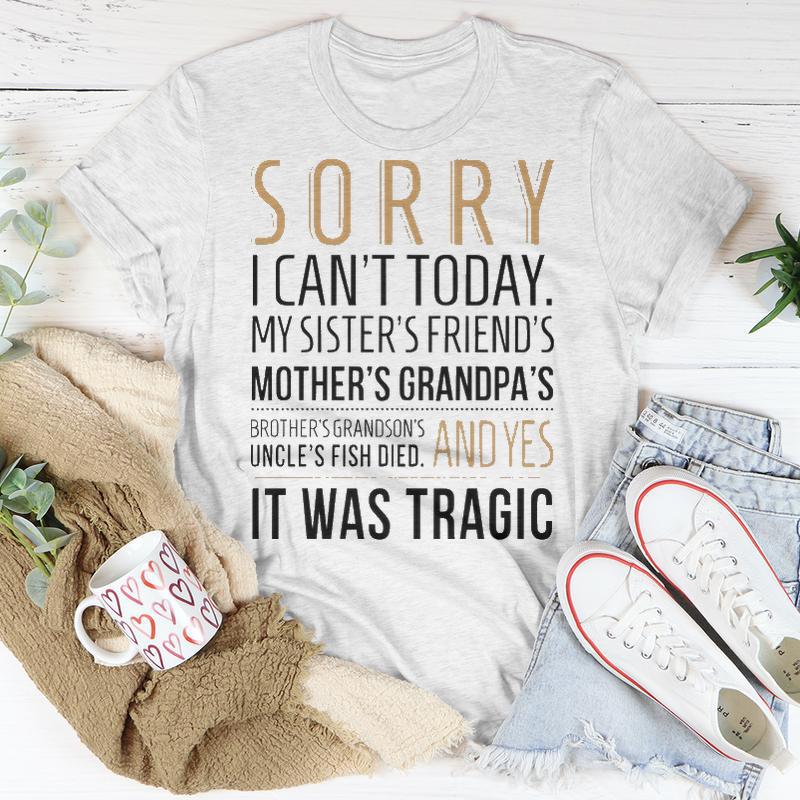 SORRY
I CAN'T TODAY.
MY SISTER'S FRIEND'S
MOTHER'S GRANDPA'S
BROTHER'S GRANDSON'S
UNCLE'S FISH DIED. AND YES
IT WAS TRAGIC